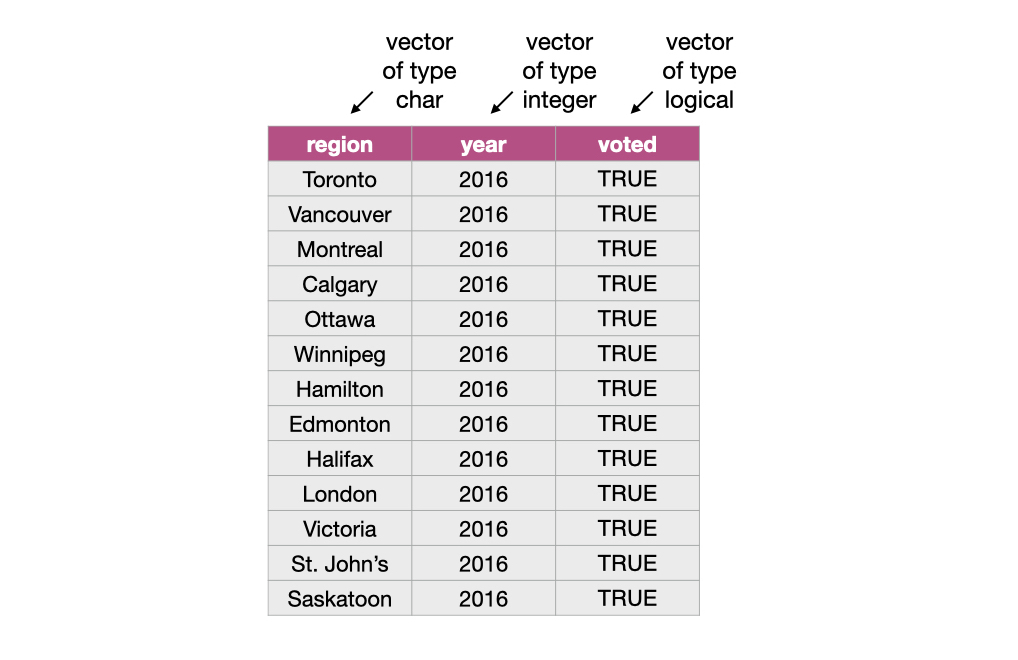 vector
of type
char
vector
of type
integer
vector
of type
logical
region year voted
Toronto 2016 TRUE
Vancouver 2016 TRUE
Montreal 2016 TRUE
Calgary 2016 TRUE
Ottawa 2016 TRUE
Winnipeg 2016 TRUE
Hamilton 2016 TRUE
Edmonton 2016 TRUE
Halifax 2016 TRUE
London 2016 TRUE
Victoria 2016 TRUE
St. John’s 2016 TRUE
Saskatoon 2016 TRUE